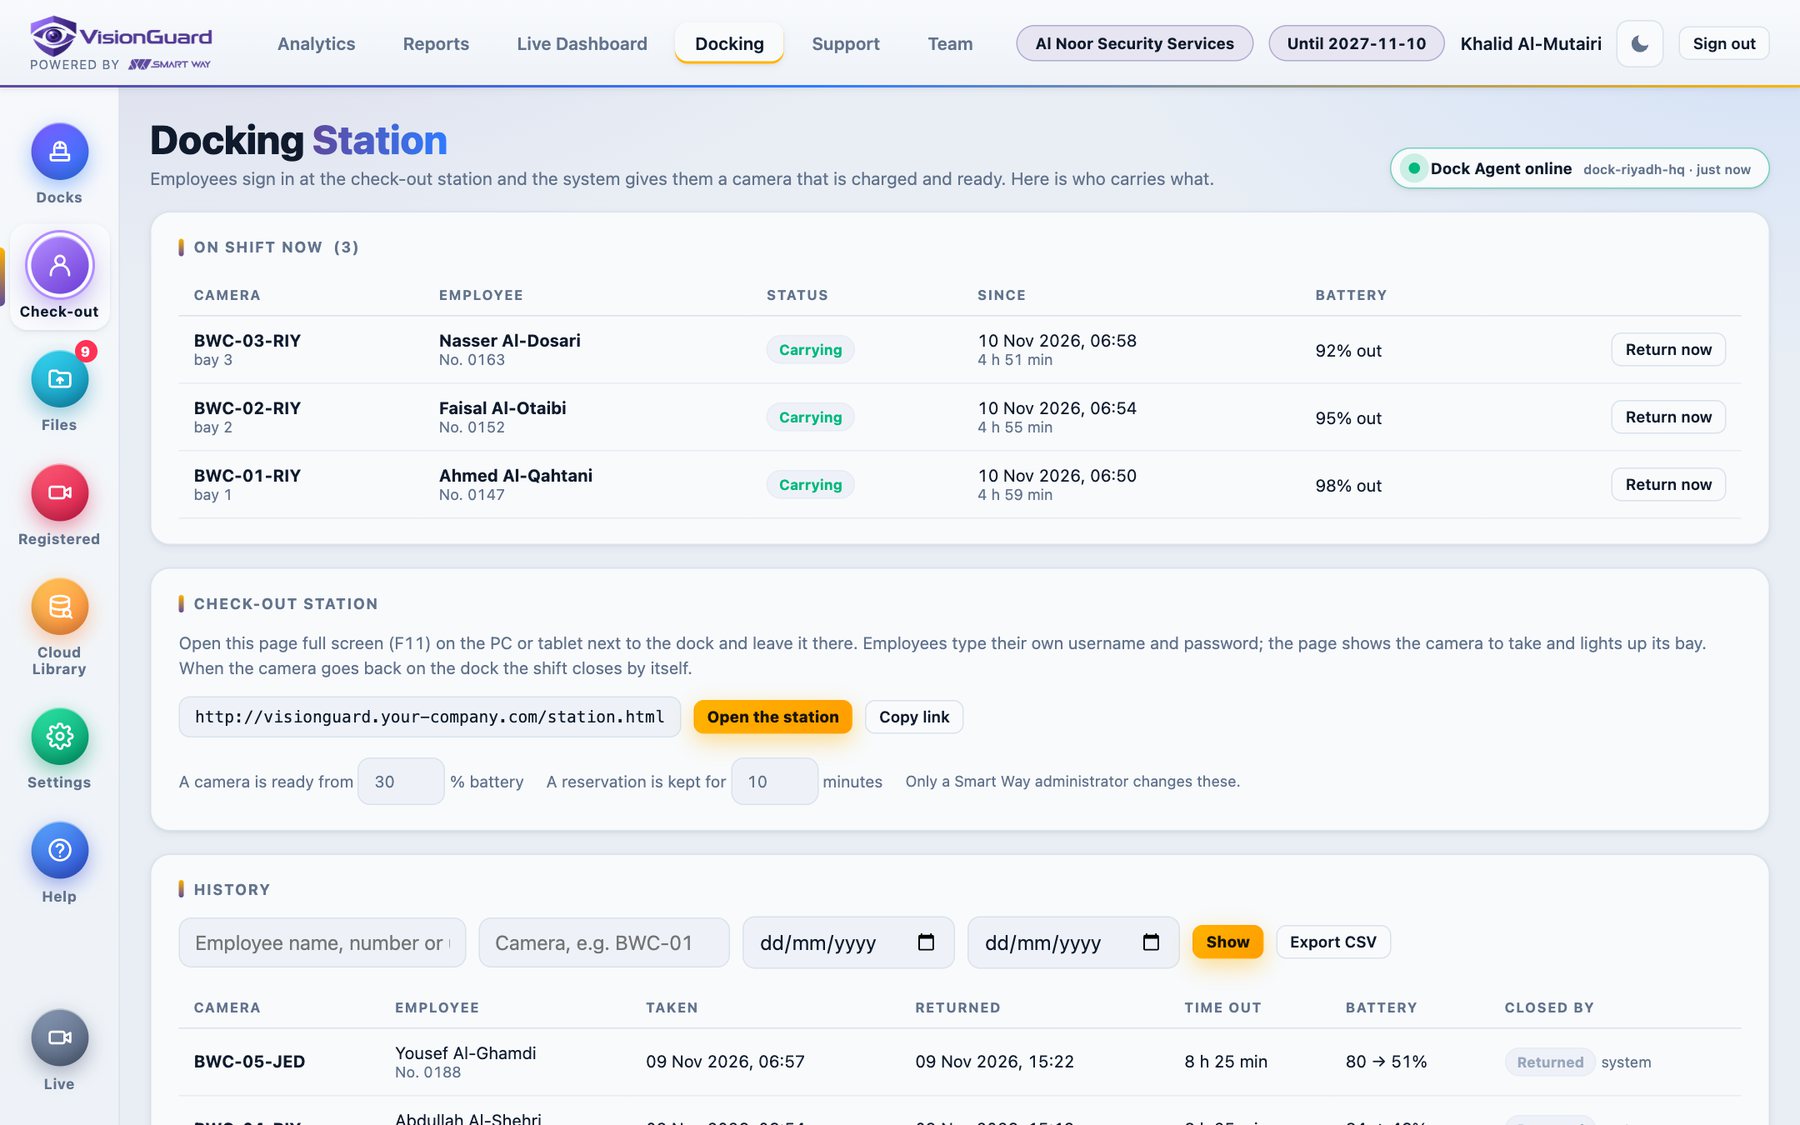 VisionGuard
POWERED BY SMART WAY
Analytics
Reports
Live Dashboard
Docking
Support
Team
Al Noor Security Services
Until 2027-11-10
Khalid Al-Mutairi
Sign out
Docks
Check-out
9
Files
Registered
Cloud
Library
Settings
Help
Live
Docking Station
Employees sign in at the check-out station and the system gives them a camera that is charged and ready. Here is who carries what.
Dock Agent online dock-riyadh-hq · just now
ON SHIFT NOW (3)
CAMERA EMPLOYEE STATUS SINCE BATTERY
BWC-03-RIY Nasser Al-Dosari Carrying 10 Nov 2026, 06:58 92% out Return now
bay 3 No. 0163 4 h 51 min
BWC-02-RIY Faisal Al-Otaibi Carrying 10 Nov 2026, 06:54 95% out Return now
bay 2 No. 0152 4 h 55 min
BWC-01-RIY Ahmed Al-Qahtani Carrying 10 Nov 2026, 06:50 98% out Return now
bay 1 No. 0147 4 h 59 min
CHECK-OUT STATION
Open this page full screen (F11) on the PC or tablet next to the dock and leave it there. Employees type their own username and password; the page shows the camera to take and lights up its bay.
When the camera goes back on the dock the shift closes by itself.
http://visionguard.your-company.com/station.html Open the station Copy link
A camera is ready from 30 % battery A reservation is kept for 10 minutes Only a Smart Way administrator changes these.
HISTORY
Employee name, number or Camera, e.g. BWC-01 dd/mm/yyyy dd/mm/yyyy Show Export CSV
CAMERA EMPLOYEE TAKEN RETURNED TIME OUT BATTERY CLOSED BY
BWC-05-JED Yousef Al-Ghamdi 09 Nov 2026, 06:57 09 Nov 2026, 15:22 8 h 25 min 80 → 51% Returned system
No. 0188
Abdullah Al-Shehri